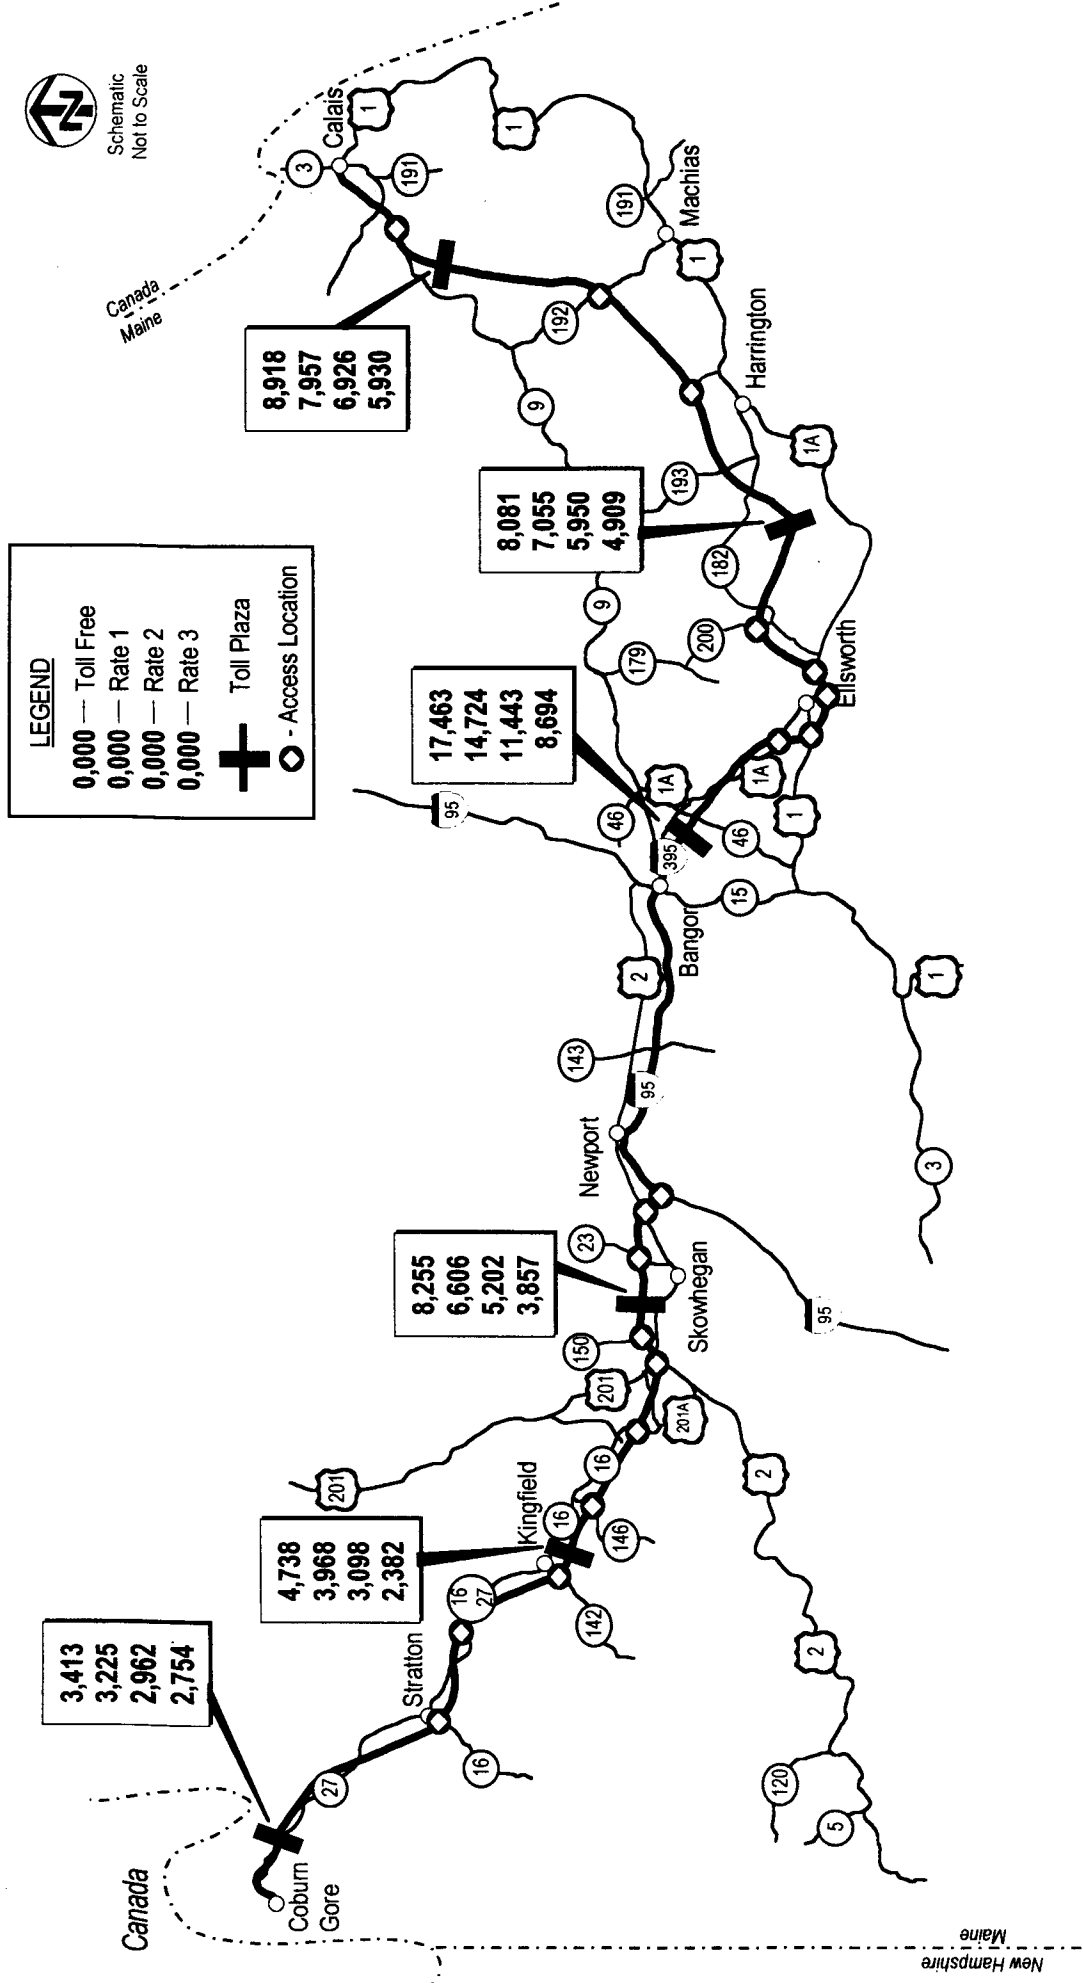 Schematic
Not to Scale
LEGEND
0,000 — Toll Free
0,000 — Rate 1
0,000 — Rate 2
0,000 — Rate 3
Toll Plaza
- Access Location
Canada
Maine
Canada
Coburn
Gore
3,413
3,225
2,962
2,754
27
Stratton
16
16
27
142
4,738
3,968
3,098
2,382
Kingfield
16
146
16
201
201
201A
150
8,255
6,606
5,202
3,857
Skowhegan
23
95
Newport
95
143
2
Bangor
395
95
15
46
46
1A
1A
1
17,463
14,724
11,443
8,694
Ellsworth
179
200
182
9
8,081
7,055
5,950
4,909
193
9
1A
Harrington
192
1
Machias
191
8,918
7,957
6,926
5,930
191
3
Calais
1
1
1
3
2
2
120
5
Maine
New Hampshire